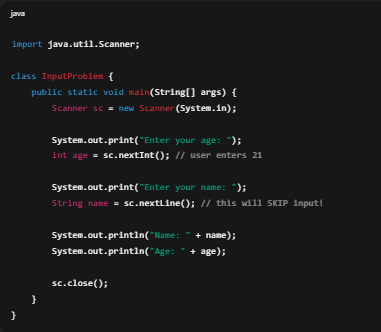 java
import java.util.Scanner;
class InputProblem {
public static void main(String[] args) {
Scanner sc = new Scanner(System.in);
System.out.print("Enter your age: ");
int age = sc.nextInt(); // user enters 21
System.out.print("Enter your name: ");
String name = sc.nextLine(); // this will SKIP input!
System.out.println("Name: " + name);
System.out.println("Age: " + age);
sc.close();
}
}